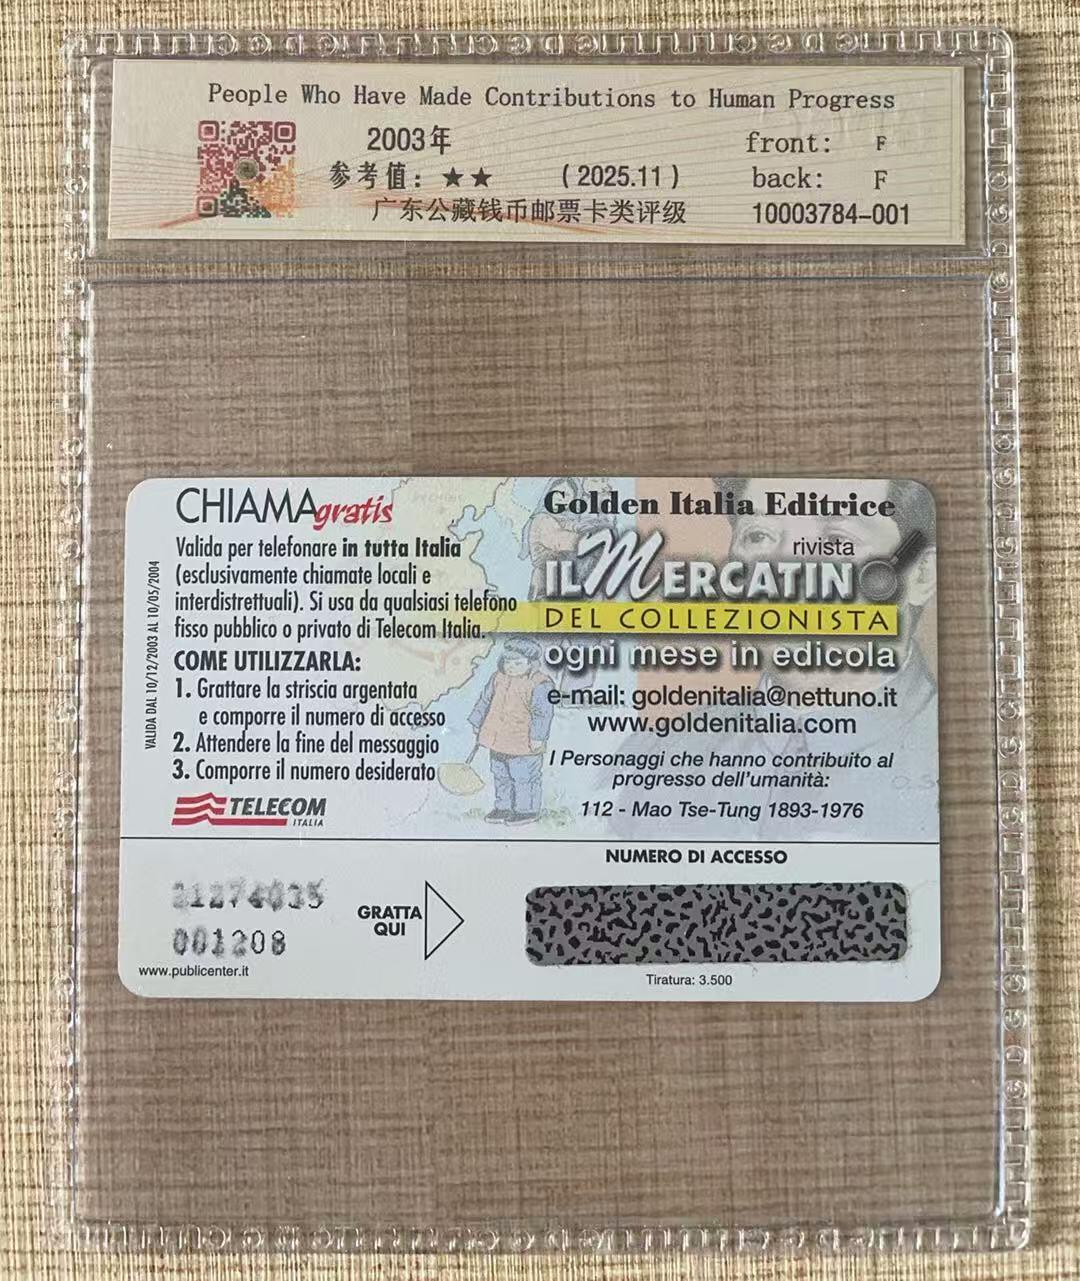 People Who Have Made Contributions to Human Progress
2003年
front: F
参考值：★★
(2025.11)
back: F
广东公藏钱币邮票卡类评级
10003784-001
CHIAMAgratis
Valida per telefonare in tutta Italia
(esclusivamente chiamate locali e
interdistrettuali). Si usa da qualsiasi telefono
fisso pubblico o privato di Telecom Italia.
COME UTILIZZARLA:
1. Grattare la striscia argentata
e comporre il numero di accesso
2. Attendere la fine del messaggio
3. Comporre il numero desiderato
TELECOM
ITALIA
VALIDA DAL 10/12/2003 AL 10/05/2004
Golden Italia Editrice
rivista
IL MERCATIN
DEL COLLEZIONISTA
ogni mese in edicola
e-mail: goldenitalia@nettuno.it
www.goldenitalia.com
I Personaggi che hanno contribuito al
progresso dell'umanità:
112 - Mao Tse-Tung 1893-1976
NUMERO DI ACCESSO
21274035
001208
GRATTA
QUI
www.publicenter.it
Tiratura: 3.500